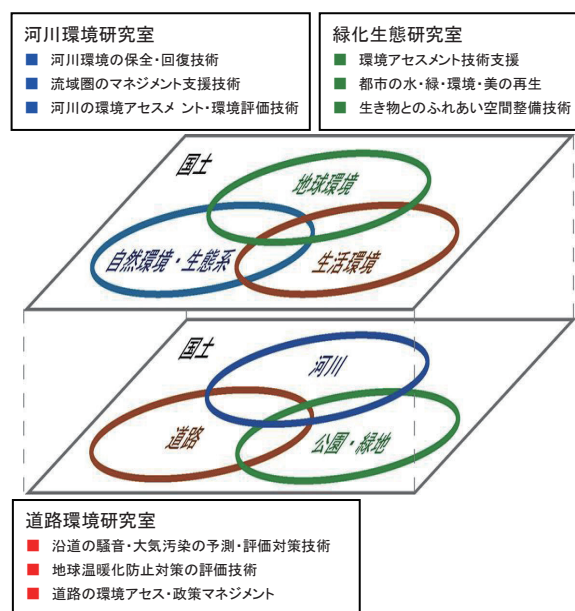 河川環境研究室
河川環境の保全・回復技術
流域圏のマネジメント支援技術
河川の環境アセスメント・環境評価技術
緑化生態研究室
環境アセスメント技術支援
都市の水・緑・環境・美の再生
生き物とのふれあい空間整備技術
国土
地球環境
自然環境・生態系
生活環境
国土
河川
道路
公園・緑地
道路環境研究室
沿道の騒音・大気汚染の予測・評価対策技術
地球温暖化防止対策の評価技術
道路の環境アセス・政策マネジメント